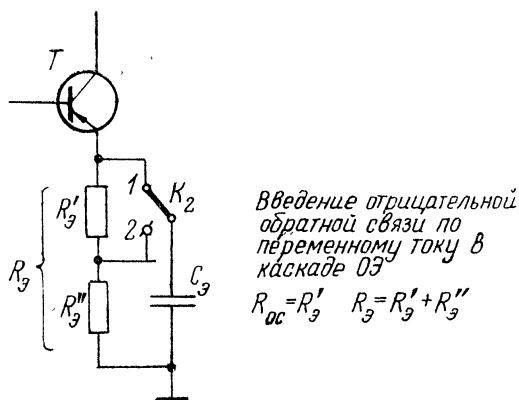 T
1
K₂
R′э
2
Rэ
R″э
Cэ
Введение отрицательной
обратной связи по
переменному току в
каскаде ОЭ
Rос=R′э Rэ=R′э+R″э